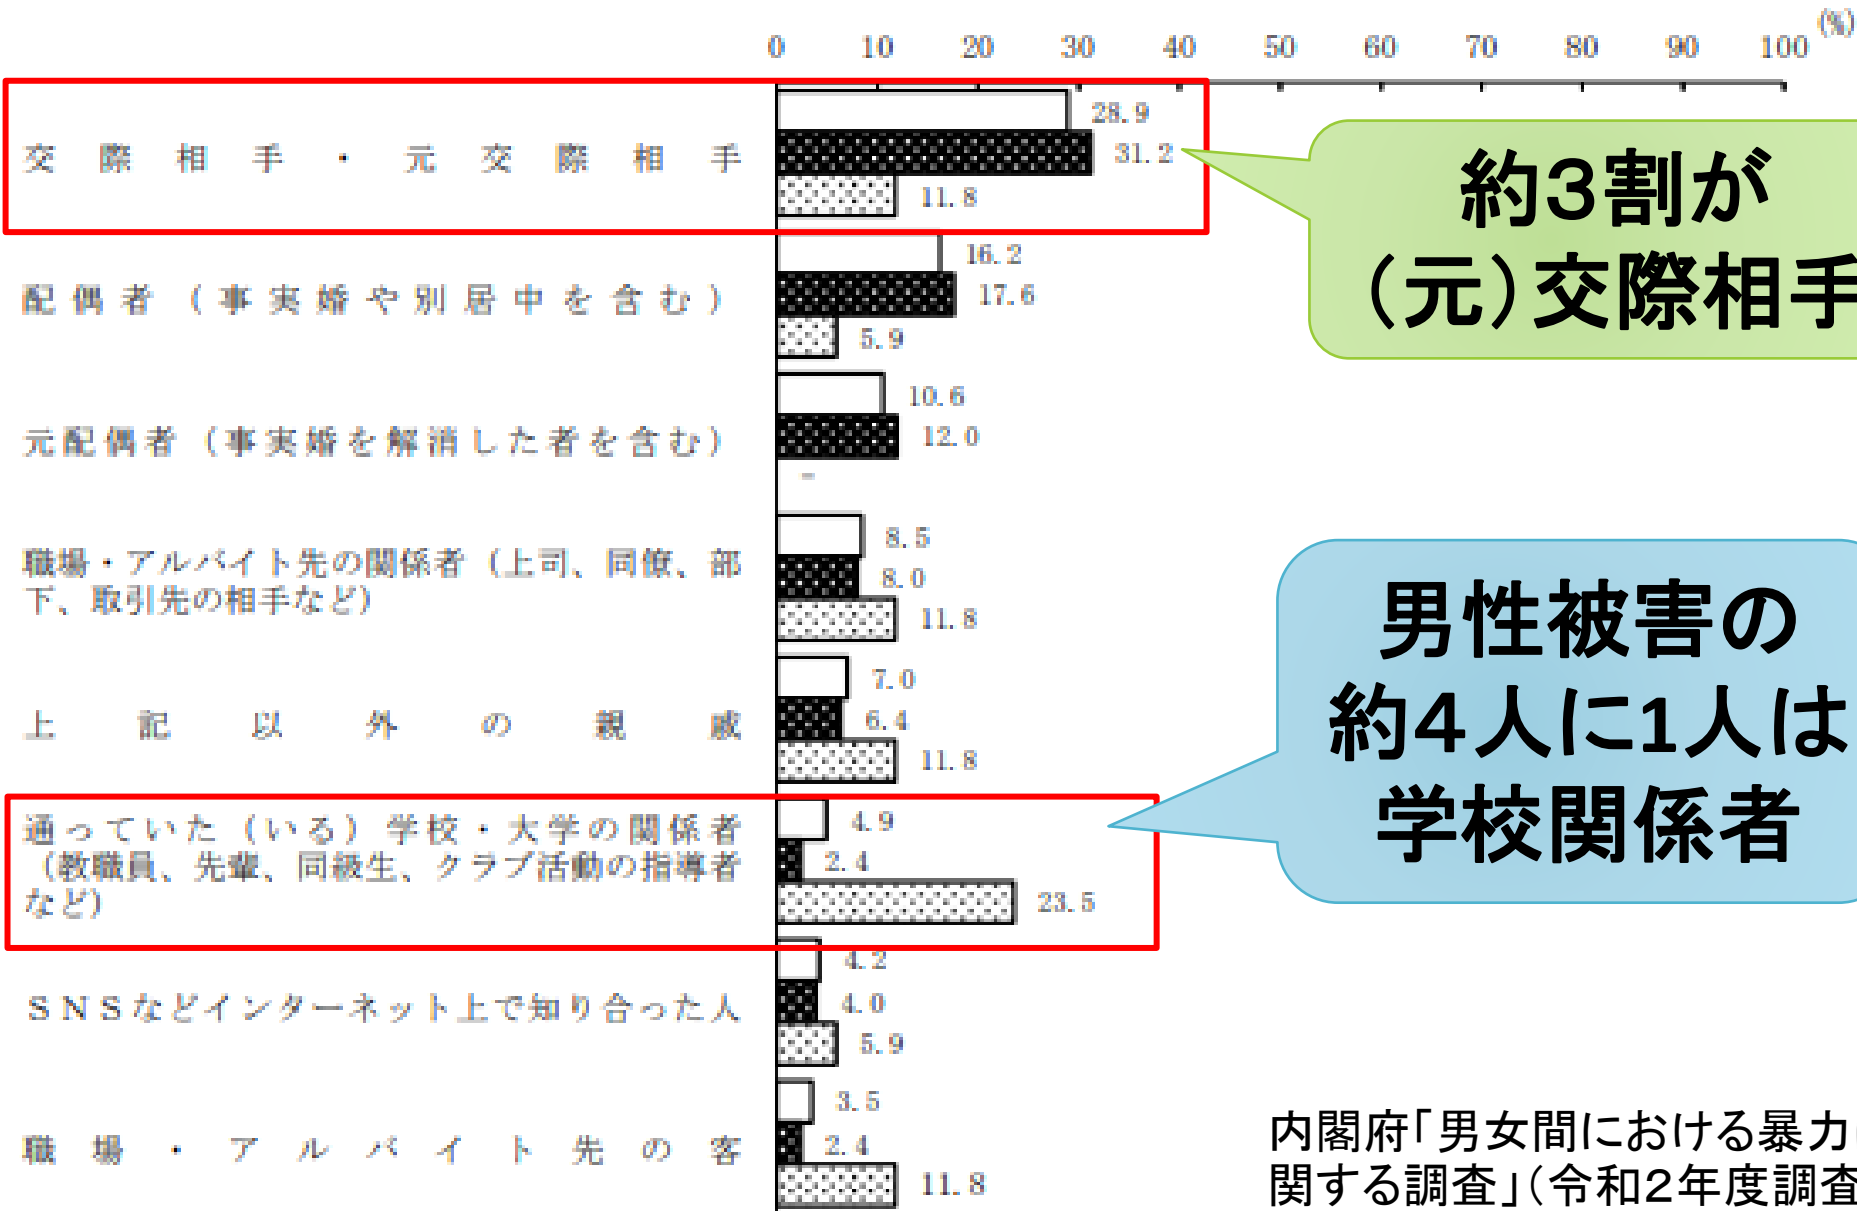 0 10 20 30 40 50 60 70 80 90 100 (%)
交際相手・元交際相手
28.9
31.2
11.8
約3割が
(元)交際相手
配偶者(事実婚や別居中を含む)
16.2
17.6
5.9
元配偶者(事実婚を解消した者を含む)
10.6
12.0
-
職場・アルバイト先の関係者(上司、同僚、部
下、取引先の相手など)
8.5
8.0
11.8
男性被害の
約4人に1人は
学校関係者
上記以外の親戚
7.0
6.4
11.8
通っていた(いる)学校・大学の関係者
(教職員、先輩、同級生、クラブ活動の指導者
など)
4.9
2.4
23.5
SNSなどインターネット上で知り合った人
4.2
4.0
5.9
職場・アルバイト先の客
3.5
2.4
11.8
内閣府「男女間における暴力に
関する調査」(令和2年度調査